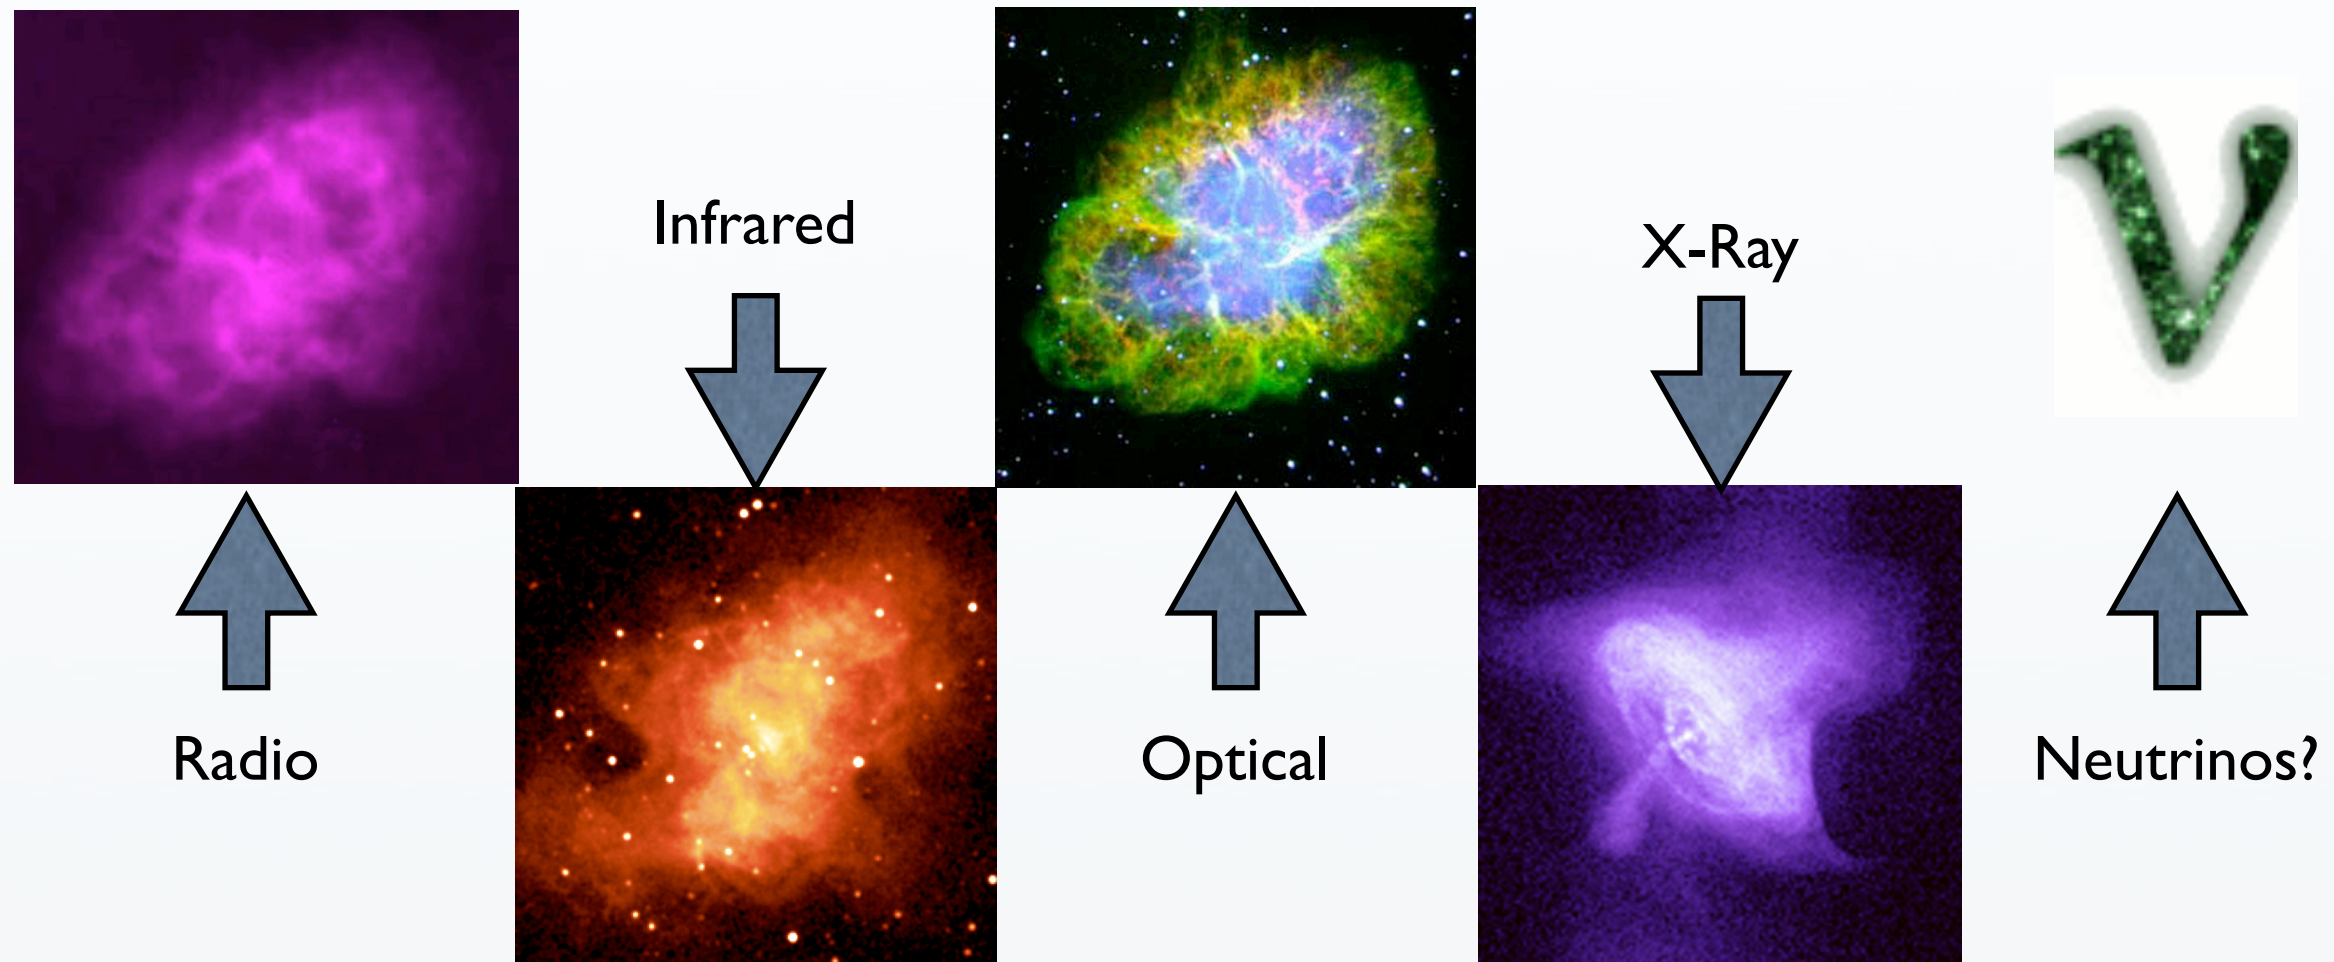 Infrared
X-Ray
ν
Radio
Optical
Neutrinos?